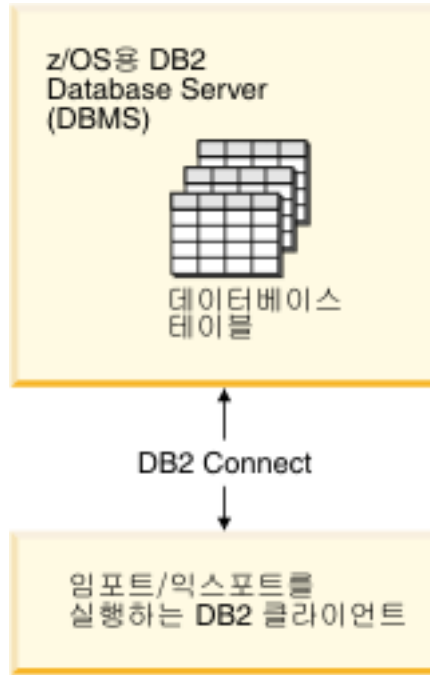 z/OS용 DB2
Database Server
(DBMS)
데이터베이스
테이블
DB2 Connect
임포트/익스포트를
실행하는 DB2 클라이언트